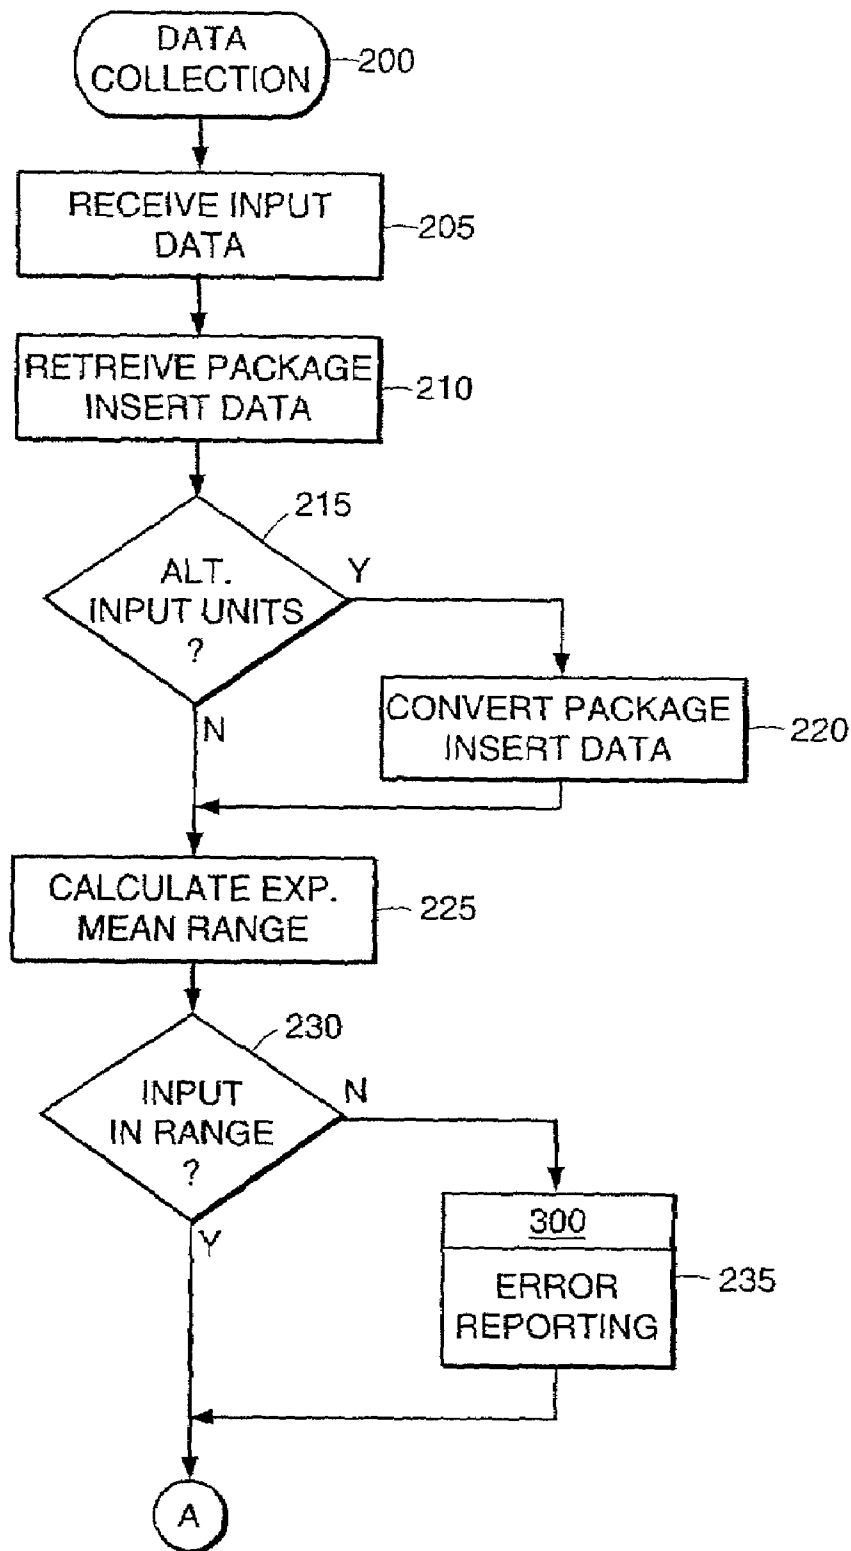 DATA
COLLECTION
200
RECEIVE INPUT
DATA
205
RETREIVE PACKAGE
INSERT DATA
210
215
ALT.
INPUT UNITS
?
Y
N
CONVERT PACKAGE
INSERT DATA
220
CALCULATE EXP.
MEAN RANGE
225
230
INPUT
IN RANGE
?
N
Y
300
ERROR
REPORTING
235
A